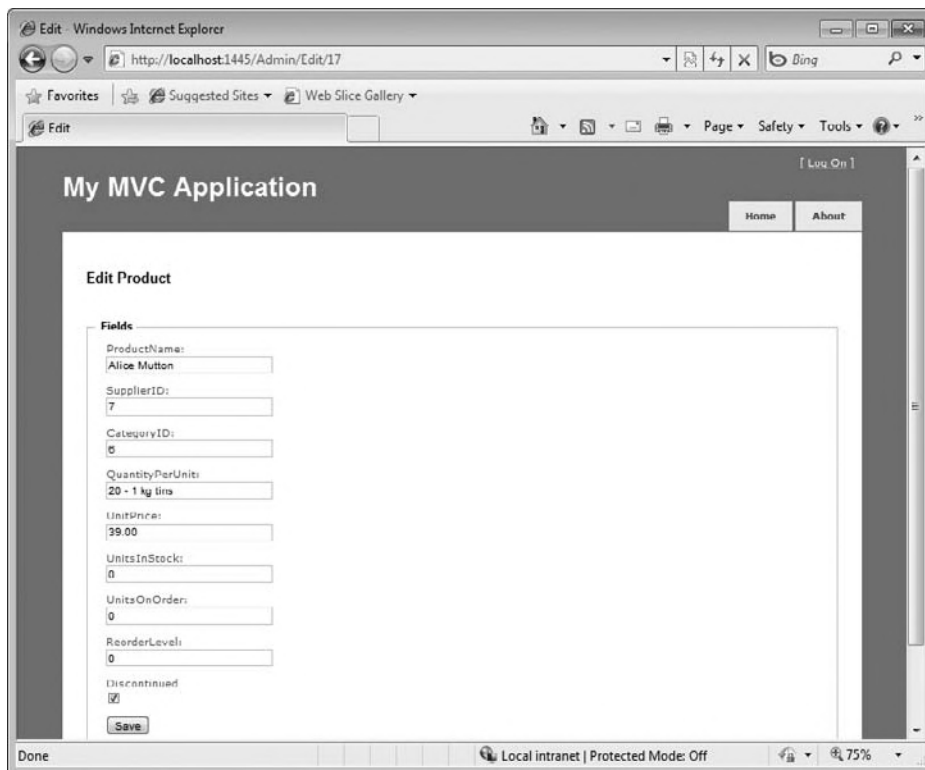 Edit - Windows Internet Explorer
http://localhost:1445/Admin/Edit/17
Bing
Favorites
Suggested Sites
Web Slice Gallery
Edit
Page
Safety
Tools
[ Log On ]
My MVC Application
Home
About
Edit Product
Fields
ProductName:
Alice Mutton
SupplierID:
7
CategoryID:
6
QuantityPerUnit:
20 - 1 kg tins
UnitPrice:
39.00
UnitsInStock:
0
UnitsOnOrder:
0
ReorderLevel:
0
Discontinued
Save
Done
Local intranet | Protected Mode: Off
75%